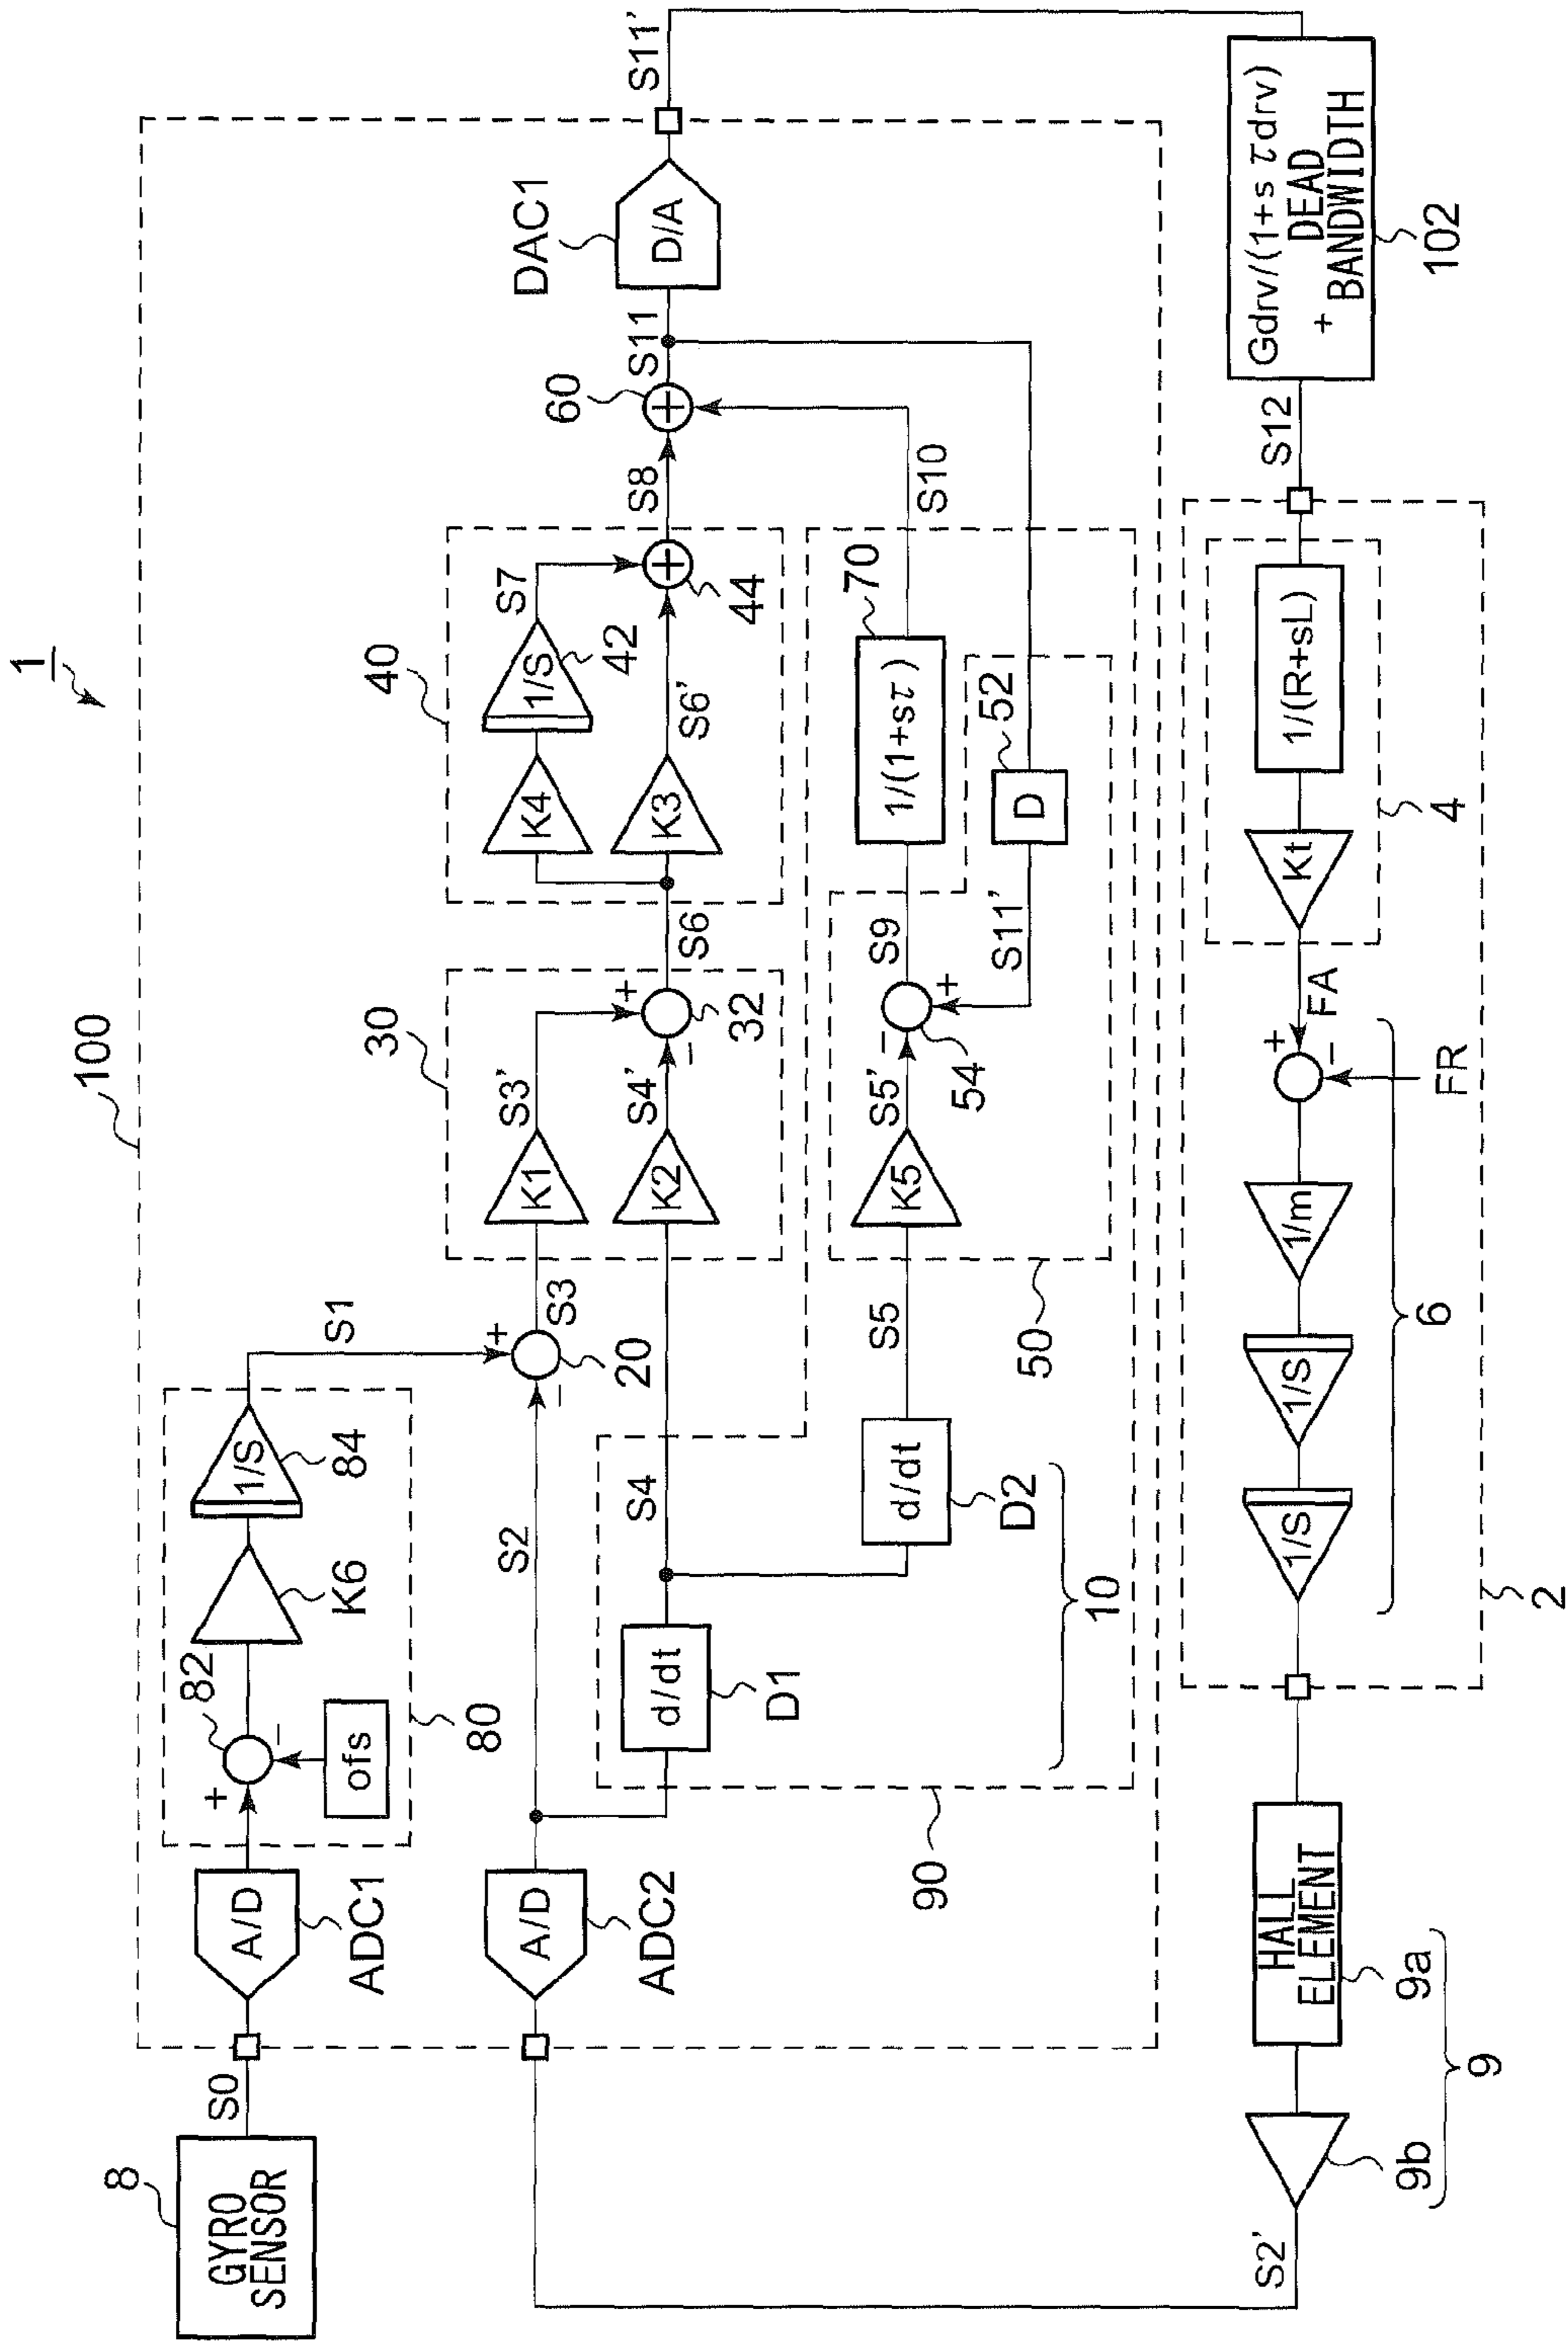 1
100
8
GYRO
SENSOR
S0
A/D
ADC1
82
+
−
ofs
80
K6
1/S
84
S1
+
−
20
S2
S3
A/D
ADC2
30
K1
S3'
K2
S4'
+
−
32
S6
40
K4
1/S
42
S7
K3
S6'
44
+
S8
60
+
S11
DAC1
D/A
S11'
90
d/dt
D1
S4
10
d/dt
D2
S5
50
K5
S5'
−
+
54
S9
S11'
1/(1+sτ)
70
D
52
S10
S2'
9b
9
HALL
ELEMENT
9a
2
1/S
1/S
1/m
6
+
−
FR
FA
Kt
1/(R+sL)
4
S12
Gdrv/(1+s τdrv)
+
DEAD
BANDWIDTH
102